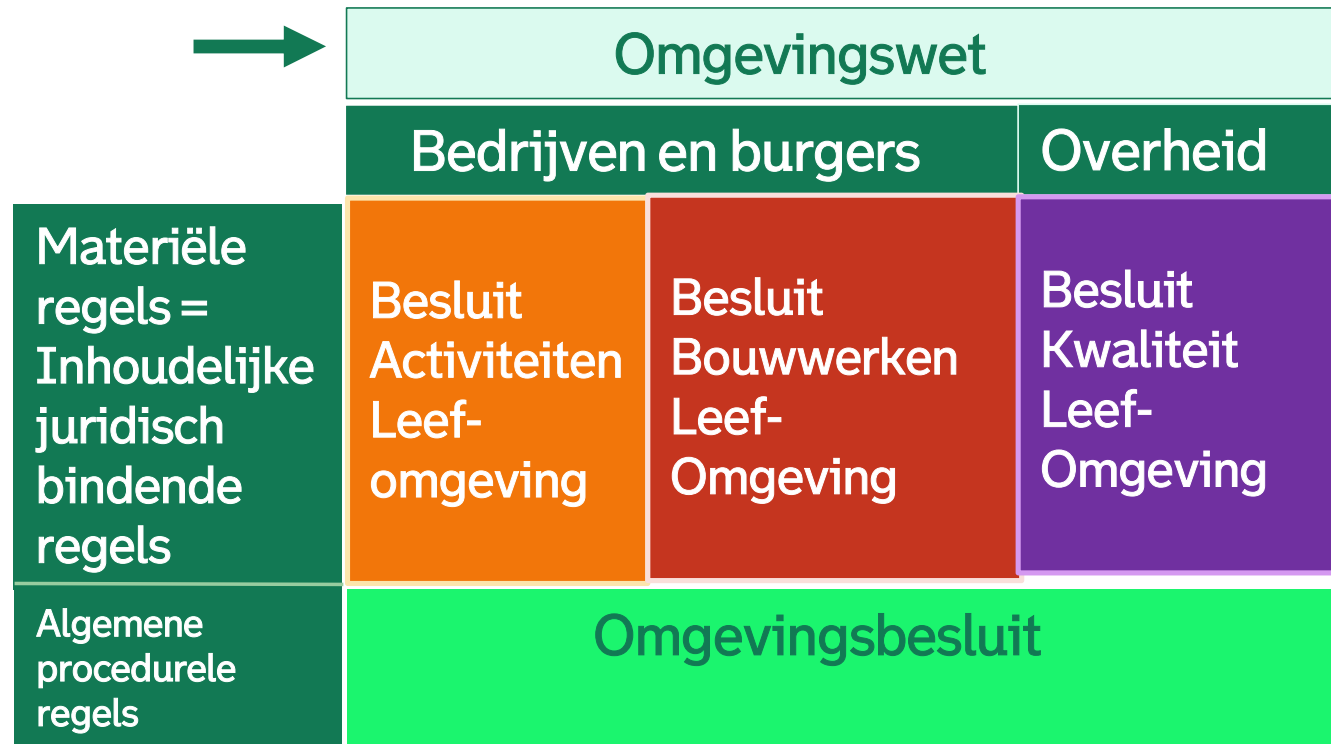 Omgevingswet
Bedrijven en burgers
Overheid
Materiële
regels =
Inhoudelijke
juridisch
bindende
regels
Besluit
Activiteiten
Leef-
omgeving
Besluit
Bouwwerken
Leef-
Omgeving
Besluit
Kwaliteit
Leef-
Omgeving
Algemene
procedurele
regels
Omgevingsbesluit